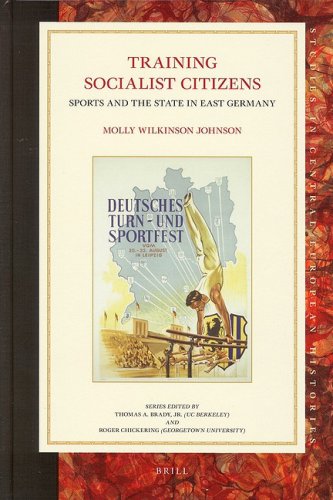 TRAINING
SOCIALIST CITIZENS
SPORTS AND THE STATE IN EAST GERMANY
MOLLY WILKINSON JOHNSON
DEUTSCHES
TURN-UND
SPORTFEST
VOM
20.-25. AUGUST
IN LEIPZIG
SERIES EDITED BY
THOMAS A. BRADY, JR. (UC BERKELEY)
AND
ROGER CHICKERING (GEORGETOWN UNIVERSITY)
BRILL
STUDIES IN CENTRAL EUROPEAN HISTORIES